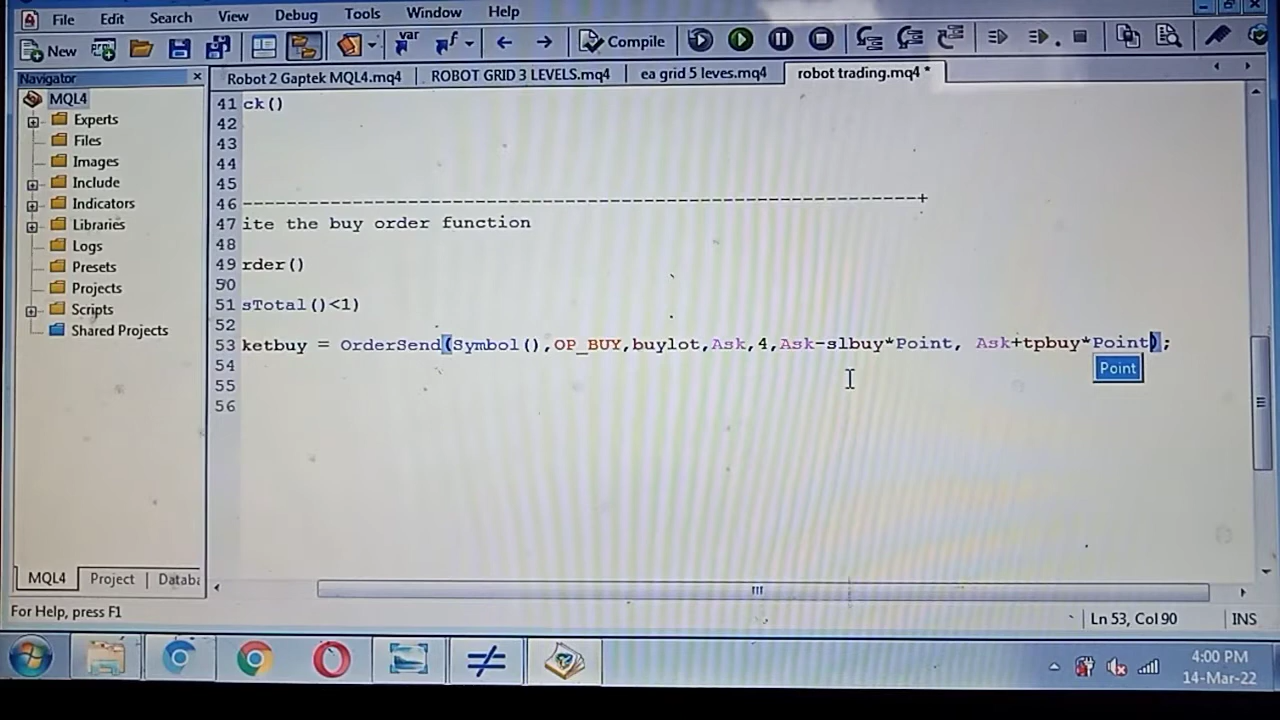 File Edit Search View Debug Tools Window Help
New Compile
Navigator
Robot 2 Gaptek MQL4.mq4 ROBOT GRID 3 LEVELS.mq4 ea grid 5 leves.mq4 robot trading.mq4 *
MQL4
Experts
Files
Images
Include
Indicators
Libraries
Logs
Presets
Projects
Scripts
Shared Projects
41 ck()
42
43
44
45
46 --------------------------------------------------------------+
47 ite the buy order function
48
49 rder()
50
51 sTotal()<1)
52
53 ketbuy = OrderSend(Symbol(),OP_BUY,buylot,Ask,4,Ask-slbuy*Point, Ask+tpbuy*Point);
Point
54
55
56
MQL4 Project Databa
For Help, press F1
Ln 53, Col 90 INS
4:00 PM
14-Mar-22